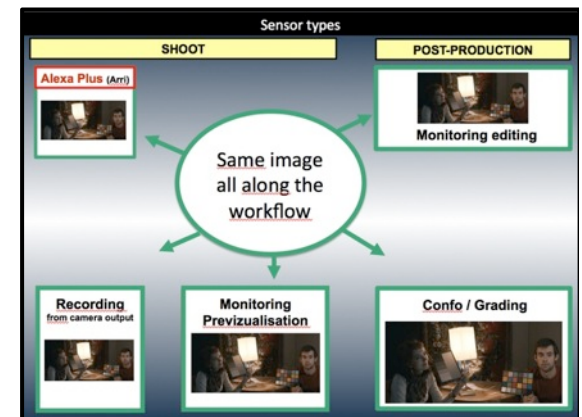 Sensor types
SHOOT
POST-PRODUCTION
Alexa Plus (Arri)
Monitoring editing
Same image
all along the
workflow
Recording
from camera output
Monitoring
Previzualisation
Confo / Grading